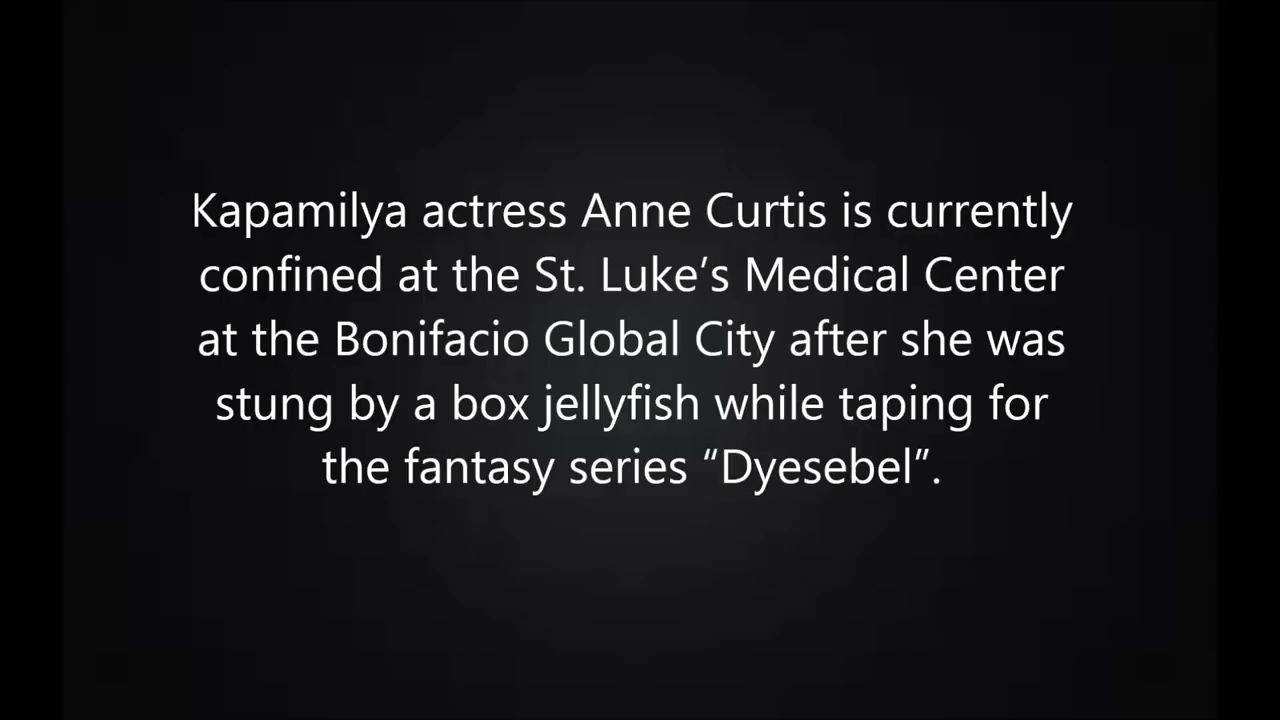 Kapamilya actress Anne Curtis is currently
confined at the St. Luke’s Medical Center
at the Bonifacio Global City after she was
stung by a box jellyfish while taping for
the fantasy series “Dyesebel”.